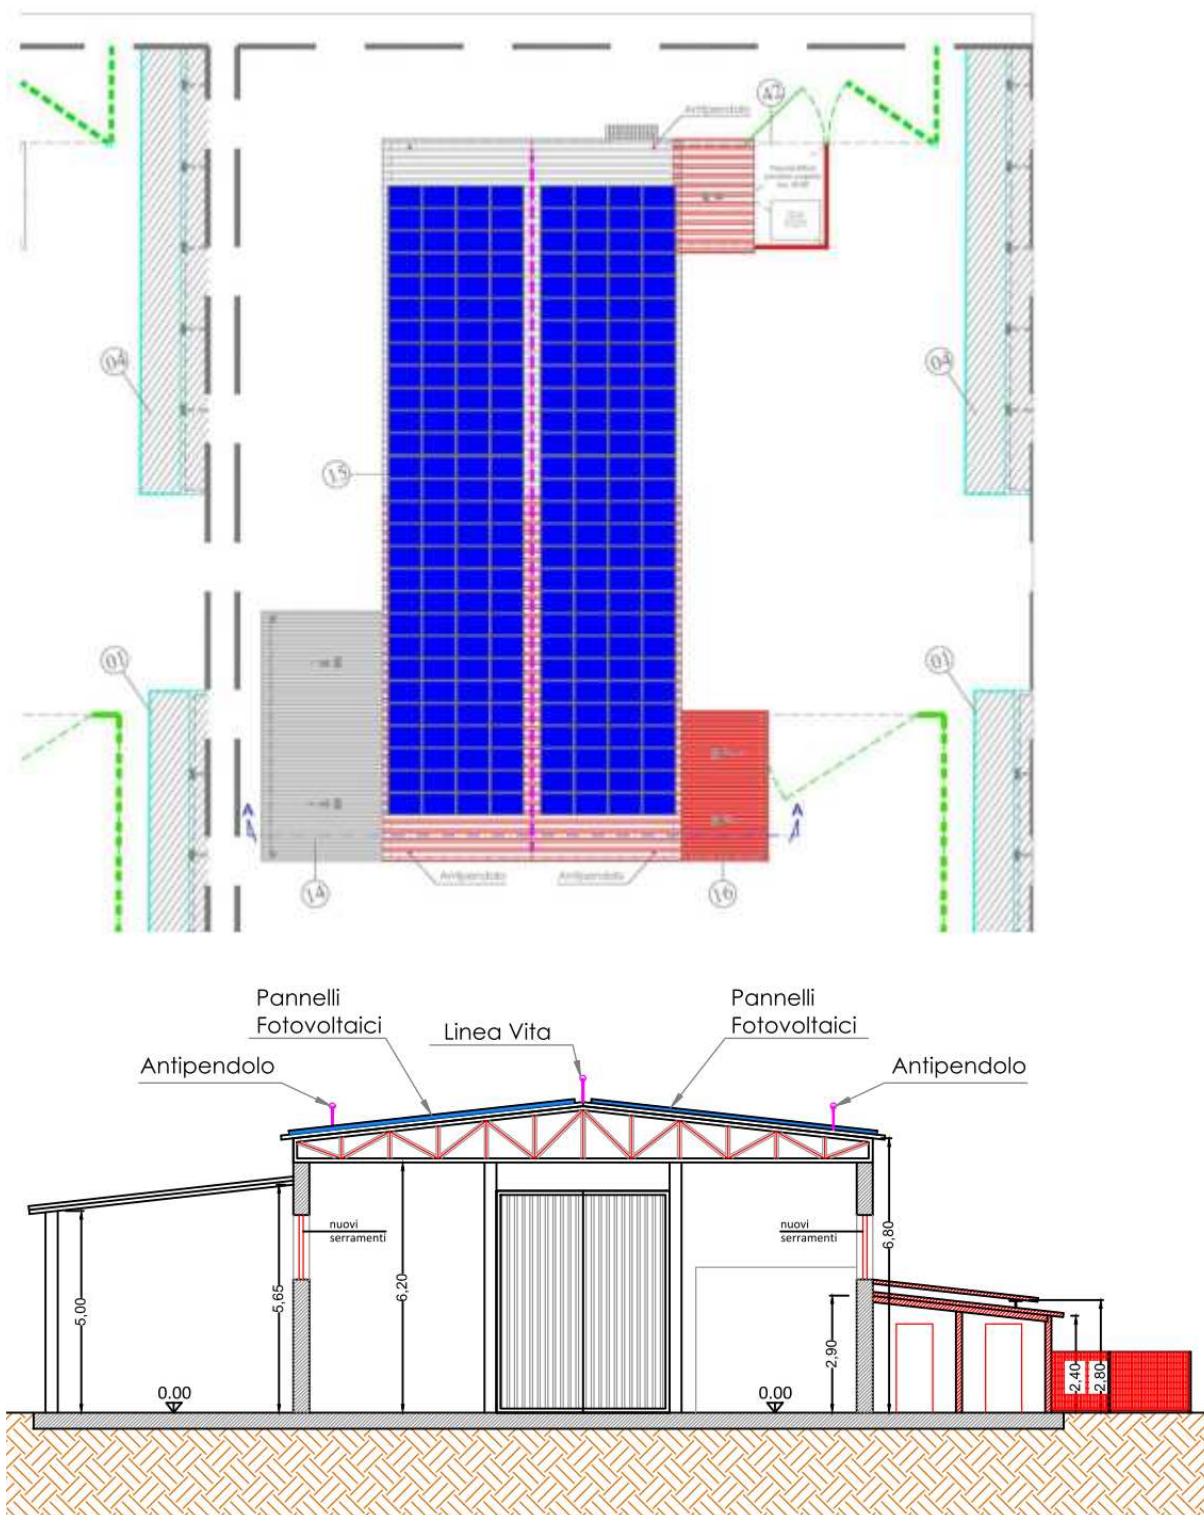 42
Antipendolo
04
04
15
01
01
A
A
Antipendolo
Antipendolo
14
16
Pannelli
Fotovoltaici
Pannelli
Fotovoltaici
Linea Vita
Antipendolo
Antipendolo
nuovi
serramenti
nuovi
serramenti
5,00
5,65
6,20
6,80
2,90
2,40
2,80
0.00
0.00